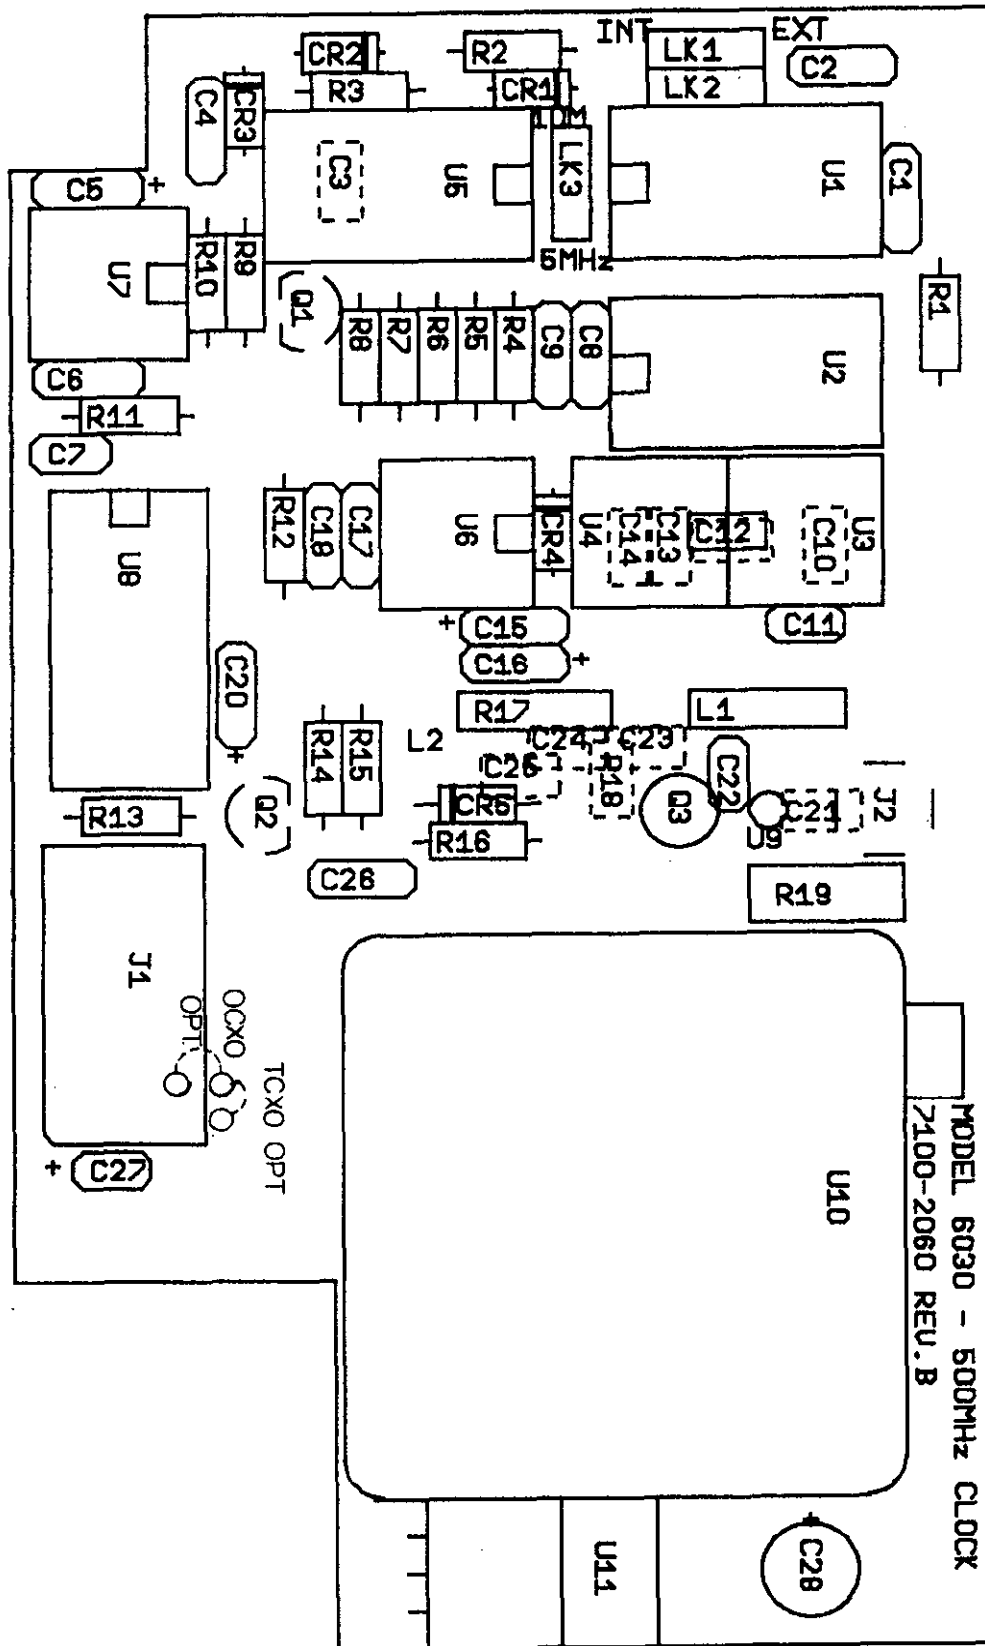 INT
EXT
CR2
R2
LK1
C2
R3
CR1
LK2
C4
CR3
10M
C3
U5
LK3
U1
C1
C5
+
5MHz
U7
R10
R9
Q1
R8
R7
R6
R5
R4
C9
C8
U2
R1
C6
R11
C7
U8
R12
C18
C17
U6
CR4
U4
C14
C13
C12
C10
U3
+
C15
C16
+
C11
C20
+
R17
L1
R14
R15
L2
C24
C23
C25
R18
C22
R13
Q2
CR5
R16
Q3
U9
C21
J2
C26
R19
J1
OCXO
OPT.
TCXO OPT
+
C27
U10
MODEL 6030 - 500MHz CLOCK
7100-2060 REV.B
U11
+
C28